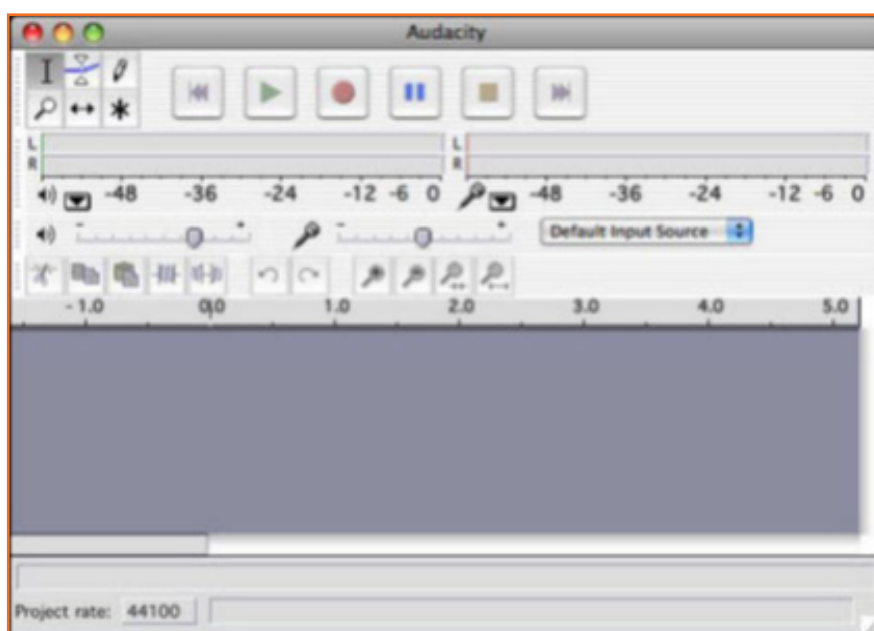 Audacity
L
R
-48 -36 -24 -12 -6 0
L
R
-48 -36 -24 -12 -6 0
- + - +
Default Input Source
- 1.0 0,0 1.0 2.0 3.0 4.0 5.0
Project rate: 44100